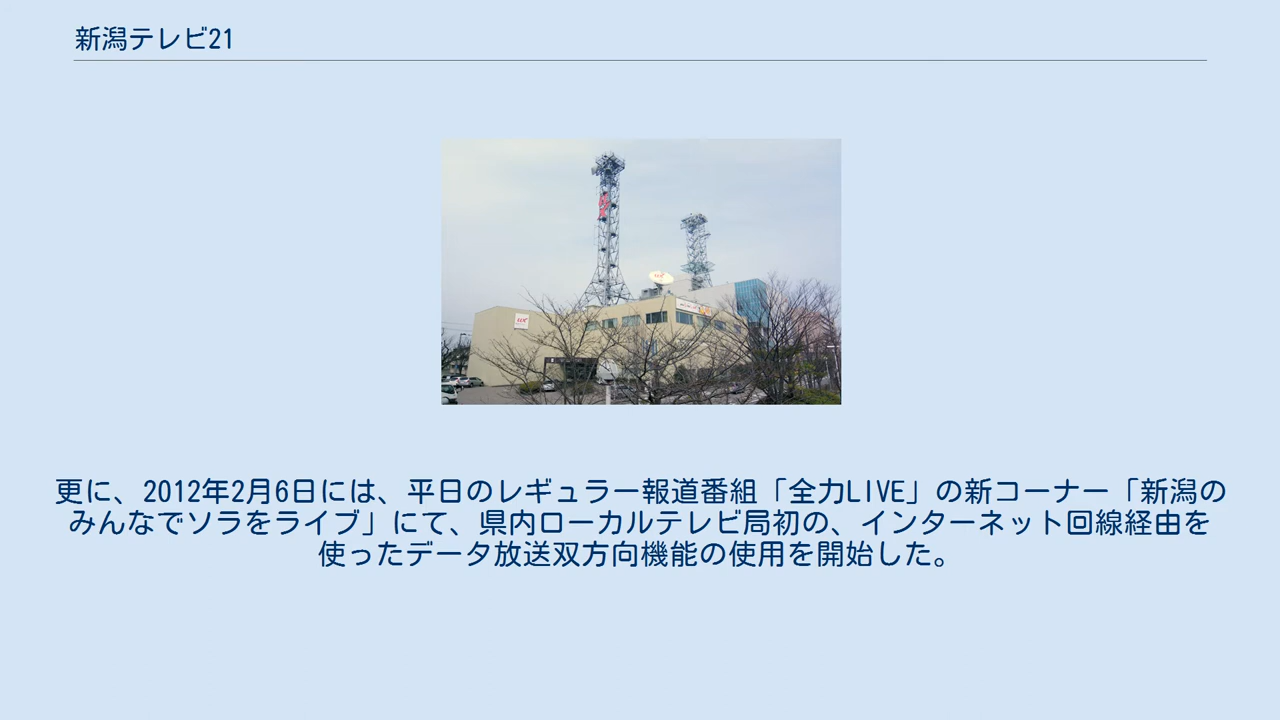 新潟テレビ21
更に、2012年2月6日には、平日のレギュラー報道番組「全力LIVE」の新コーナー「新潟の
みんなでソラをライブ」にて、県内ローカルテレビ局初の、インターネット回線経由を
使ったデータ放送双方向機能の使用を開始した。